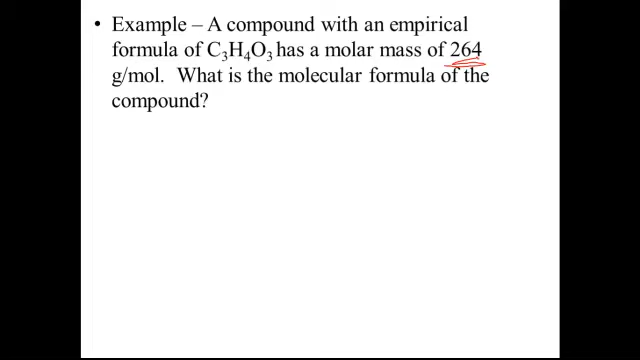 • Example – A compound with an empirical
formula of C₃H₄O₃ has a molar mass of 264
g/mol.  What is the molecular formula of the
compound?